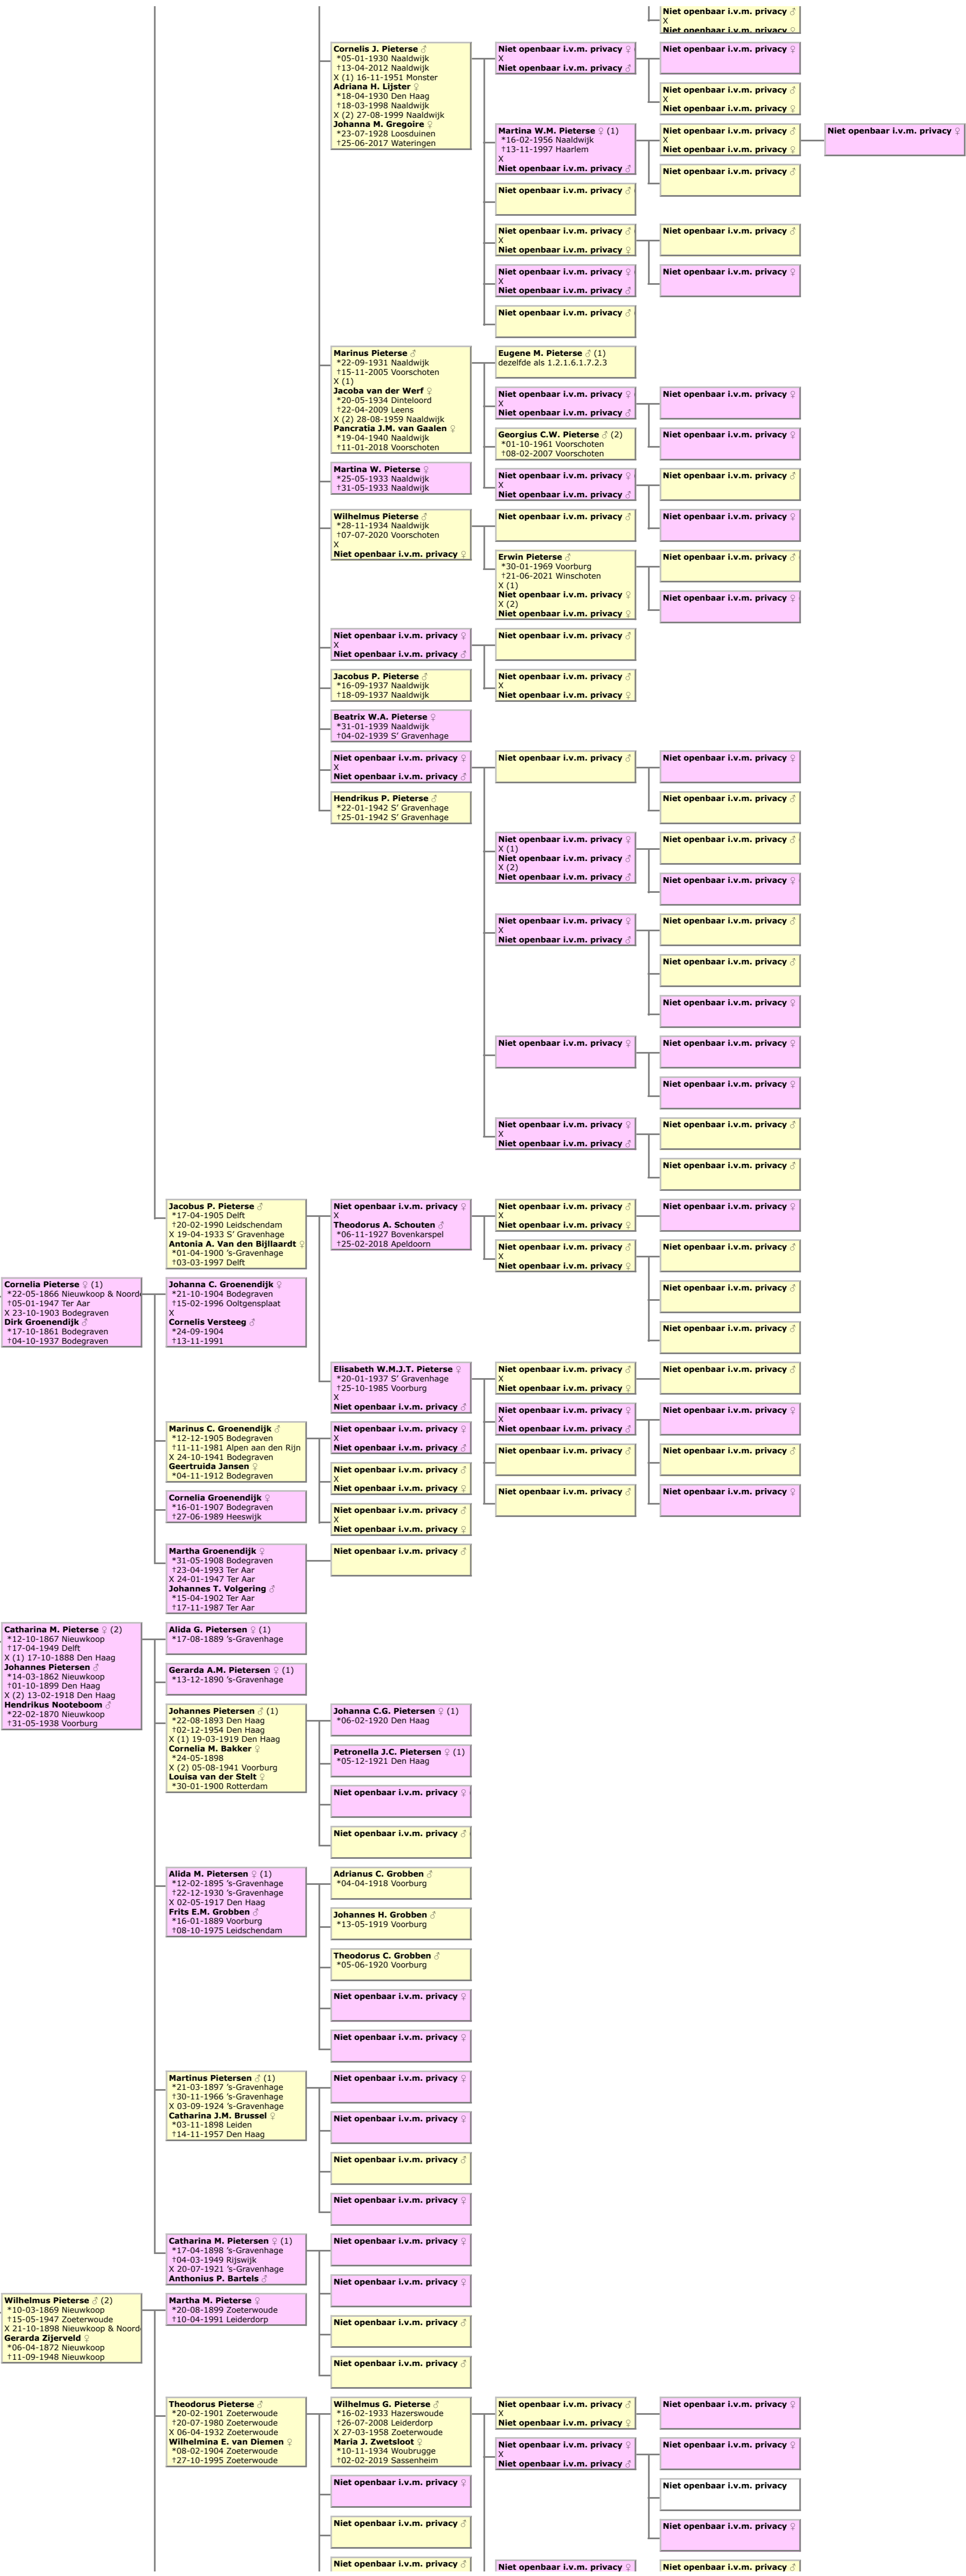 Niet openbaar i.v.m. privacy ♂
X
Niet openbaar i.v.m. privacy ♀
Cornelis J. Pieterse ♂
*05-01-1930 Naaldwijk
†13-04-2012 Naaldwijk
X (1) 16-11-1951 Monster
Adriana H. Lijster ♀
*18-04-1930 Den Haag
†18-03-1998 Naaldwijk
X (2) 27-08-1999 Naaldwijk
Johanna M. Gregoire ♀
*23-07-1928 Loosduinen
†25-06-2017 Wateringen
Niet openbaar i.v.m. privacy ♀
X
Niet openbaar i.v.m. privacy ♂
Niet openbaar i.v.m. privacy ♀
Niet openbaar i.v.m. privacy ♂
X
Niet openbaar i.v.m. privacy ♀
Martina W.M. Pieterse ♀ (1)
*16-02-1956 Naaldwijk
†13-11-1997 Haarlem
X
Niet openbaar i.v.m. privacy ♂
Niet openbaar i.v.m. privacy ♂
X
Niet openbaar i.v.m. privacy ♀
Niet openbaar i.v.m. privacy ♀
Niet openbaar i.v.m. privacy ♂
Niet openbaar i.v.m. privacy ♂
Niet openbaar i.v.m. privacy ♂
X
Niet openbaar i.v.m. privacy ♀
Niet openbaar i.v.m. privacy ♂
Niet openbaar i.v.m. privacy ♀
X
Niet openbaar i.v.m. privacy ♂
Niet openbaar i.v.m. privacy ♀
Niet openbaar i.v.m. privacy ♂
Marinus Pieterse ♂
*22-09-1931 Naaldwijk
†15-11-2005 Voorschoten
X (1)
Jacoba van der Werf ♀
*20-05-1934 Dinteloord
†22-04-2009 Leens
X (2) 28-08-1959 Naaldwijk
Pancratia J.M. van Gaalen ♀
*19-04-1940 Naaldwijk
†11-01-2018 Voorschoten
Eugene M. Pieterse ♂ (1)
dezelfde als 1.2.1.6.1.7.2.3
Niet openbaar i.v.m. privacy ♀
X
Niet openbaar i.v.m. privacy ♂
Niet openbaar i.v.m. privacy ♀
Georgius C.W. Pieterse ♂ (2)
*01-10-1961 Voorschoten
†08-02-2007 Voorschoten
Niet openbaar i.v.m. privacy ♀
Martina W. Pieterse ♀
*25-05-1933 Naaldwijk
†31-05-1933 Naaldwijk
Niet openbaar i.v.m. privacy ♀
X
Niet openbaar i.v.m. privacy ♂
Niet openbaar i.v.m. privacy ♂
Wilhelmus Pieterse ♂
*28-11-1934 Naaldwijk
†07-07-2020 Voorschoten
X
Niet openbaar i.v.m. privacy ♀
Niet openbaar i.v.m. privacy ♂
Niet openbaar i.v.m. privacy ♀
Erwin Pieterse ♂
*30-01-1969 Voorburg
†21-06-2021 Winschoten
X (1)
Niet openbaar i.v.m. privacy ♀
X (2)
Niet openbaar i.v.m. privacy ♀
Niet openbaar i.v.m. privacy ♂
Niet openbaar i.v.m. privacy ♀
Niet openbaar i.v.m. privacy ♀
X
Niet openbaar i.v.m. privacy ♂
Niet openbaar i.v.m. privacy ♂
Jacobus P. Pieterse ♂
*16-09-1937 Naaldwijk
†18-09-1937 Naaldwijk
Niet openbaar i.v.m. privacy ♂
X
Niet openbaar i.v.m. privacy ♀
Beatrix W.A. Pieterse ♀
*31-01-1939 Naaldwijk
†04-02-1939 S' Gravenhage
Niet openbaar i.v.m. privacy ♀
X
Niet openbaar i.v.m. privacy ♂
Niet openbaar i.v.m. privacy ♂
Niet openbaar i.v.m. privacy ♀
Hendrikus P. Pieterse ♂
*22-01-1942 S' Gravenhage
†25-01-1942 S' Gravenhage
Niet openbaar i.v.m. privacy ♂
Niet openbaar i.v.m. privacy ♀
X (1)
Niet openbaar i.v.m. privacy ♂
X (2)
Niet openbaar i.v.m. privacy ♂
Niet openbaar i.v.m. privacy ♂
Niet openbaar i.v.m. privacy ♀
Niet openbaar i.v.m. privacy ♀
X
Niet openbaar i.v.m. privacy ♂
Niet openbaar i.v.m. privacy ♂
Niet openbaar i.v.m. privacy ♂
Niet openbaar i.v.m. privacy ♀
Niet openbaar i.v.m. privacy ♀
Niet openbaar i.v.m. privacy ♀
Niet openbaar i.v.m. privacy ♀
Niet openbaar i.v.m. privacy ♀
X
Niet openbaar i.v.m. privacy ♂
Niet openbaar i.v.m. privacy ♂
Niet openbaar i.v.m. privacy ♂
Jacobus P. Pieterse ♂
*17-04-1905 Delft
†20-02-1990 Leidschendam
X 19-04-1933 S' Gravenhage
Antonia A. Van den Bijllaardt ♀
*01-04-1900 's-Gravenhage
†03-03-1997 Delft
Niet openbaar i.v.m. privacy ♀
X
Theodorus A. Schouten ♂
*06-11-1927 Bovenkarspel
†25-02-2018 Apeldoorn
Niet openbaar i.v.m. privacy ♂
X
Niet openbaar i.v.m. privacy ♀
Niet openbaar i.v.m. privacy ♀
Niet openbaar i.v.m. privacy ♂
X
Niet openbaar i.v.m. privacy ♀
Niet openbaar i.v.m. privacy ♂
Cornelia Pieterse ♀ (1)
*22-05-1866 Nieuwkoop & Noord
†05-01-1947 Ter Aar
X 23-10-1903 Bodegraven
Dirk Groenendijk ♂
*17-10-1861 Bodegraven
†04-10-1937 Bodegraven
Johanna C. Groenendijk ♀
*21-10-1904 Bodegraven
†15-02-1996 Ooltgensplaat
X
Cornelis Versteeg ♂
*24-09-1904
†13-11-1991
Niet openbaar i.v.m. privacy ♂
Niet openbaar i.v.m. privacy ♂
Elisabeth W.M.J.T. Pieterse ♀
*20-01-1937 S' Gravenhage
†25-10-1985 Voorburg
X
Niet openbaar i.v.m. privacy ♂
Niet openbaar i.v.m. privacy ♂
X
Niet openbaar i.v.m. privacy ♀
Niet openbaar i.v.m. privacy ♂
Niet openbaar i.v.m. privacy ♀
X
Niet openbaar i.v.m. privacy ♂
Niet openbaar i.v.m. privacy ♀
Marinus C. Groenendijk ♂
*12-12-1905 Bodegraven
†11-11-1981 Alpen aan den Rijn
X 24-10-1941 Bodegraven
Geertruida Jansen ♀
*04-11-1912 Bodegraven
Niet openbaar i.v.m. privacy ♀
X
Niet openbaar i.v.m. privacy ♂
Niet openbaar i.v.m. privacy ♂
Niet openbaar i.v.m. privacy ♂
Niet openbaar i.v.m. privacy ♂
X
Niet openbaar i.v.m. privacy ♀
Niet openbaar i.v.m. privacy ♂
Niet openbaar i.v.m. privacy ♀
Cornelia Groenendijk ♀
*16-01-1907 Bodegraven
†27-06-1989 Heeswijk
Niet openbaar i.v.m. privacy ♂
X
Niet openbaar i.v.m. privacy ♀
Martha Groenendijk ♀
*31-05-1908 Bodegraven
†23-04-1993 Ter Aar
X 24-01-1947 Ter Aar
Johannes T. Volgering ♂
*15-04-1902 Ter Aar
†17-11-1987 Ter Aar
Niet openbaar i.v.m. privacy ♂
Catharina M. Pieterse ♀ (2)
*12-10-1867 Nieuwkoop
†17-04-1949 Delft
X (1) 17-10-1888 Den Haag
Johannes Pietersen ♂
*14-03-1862 Nieuwkoop
†01-10-1899 Den Haag
X (2) 13-02-1918 Den Haag
Hendrikus Nooteboom ♂
*22-02-1870 Nieuwkoop
†31-05-1938 Voorburg
Alida G. Pietersen ♀ (1)
*17-08-1889 's-Gravenhage
Gerarda A.M. Pietersen ♀ (1)
*13-12-1890 's-Gravenhage
Johannes Pietersen ♂ (1)
*22-08-1893 Den Haag
†02-12-1954 Den Haag
X (1) 19-03-1919 Den Haag
Cornelia M. Bakker ♀
*24-05-1898
X (2) 05-08-1941 Voorburg
Louisa van der Stelt ♀
*30-01-1900 Rotterdam
Johanna C.G. Pietersen ♀ (1)
*06-02-1920 Den Haag
Petronella J.C. Pietersen ♀ (1)
*05-12-1921 Den Haag
Niet openbaar i.v.m. privacy ♀
Niet openbaar i.v.m. privacy ♂
Alida M. Pietersen ♀ (1)
*12-02-1895 's-Gravenhage
†22-12-1930 's-Gravenhage
X 02-05-1917 Den Haag
Frits E.M. Grobben ♂
*16-01-1889 Voorburg
†08-10-1975 Leidschendam
Adrianus C. Grobben ♂
*04-04-1918 Voorburg
Johannes H. Grobben ♂
*13-05-1919 Voorburg
Theodorus C. Grobben ♂
*05-06-1920 Voorburg
Niet openbaar i.v.m. privacy ♀
Niet openbaar i.v.m. privacy ♀
Martinus Pietersen ♂ (1)
*21-03-1897 's-Gravenhage
†30-11-1966 's-Gravenhage
X 03-09-1924 's-Gravenhage
Catharina J.M. Brussel ♀
*03-11-1898 Leiden
†14-11-1957 Den Haag
Niet openbaar i.v.m. privacy ♀
Niet openbaar i.v.m. privacy ♀
Niet openbaar i.v.m. privacy ♂
Niet openbaar i.v.m. privacy ♀
Catharina M. Pietersen ♀ (1)
*17-04-1898 's-Gravenhage
†04-03-1949 Rijswijk
X 20-07-1921 's-Gravenhage
Anthonius P. Bartels ♂
Niet openbaar i.v.m. privacy ♀
Niet openbaar i.v.m. privacy ♀
Wilhelmus Pieterse ♂ (2)
*10-03-1869 Nieuwkoop
†15-05-1947 Zoeterwoude
X 21-10-1898 Nieuwkoop & Noord
Gerarda Zijerveld ♀
*06-04-1872 Nieuwkoop
†11-09-1948 Nieuwkoop
Martha M. Pieterse ♀
*20-08-1899 Zoeterwoude
†10-04-1991 Leiderdorp
Niet openbaar i.v.m. privacy ♂
Niet openbaar i.v.m. privacy ♂
Theodorus Pieterse ♂
*20-02-1901 Zoeterwoude
†20-07-1980 Zoeterwoude
X 06-04-1932 Zoeterwoude
Wilhelmina E. van Diemen ♀
*08-02-1904 Zoeterwoude
†27-10-1995 Zoeterwoude
Wilhelmus G. Pieterse ♂
*16-02-1933 Hazerswoude
†26-07-2008 Leiderdorp
X 27-03-1958 Zoeterwoude
Maria J. Zwetsloot ♀
*10-11-1934 Woubrugge
†02-02-2019 Sassenheim
Niet openbaar i.v.m. privacy ♂
X
Niet openbaar i.v.m. privacy ♀
Niet openbaar i.v.m. privacy ♀
Niet openbaar i.v.m. privacy ♀
X
Niet openbaar i.v.m. privacy ♂
Niet openbaar i.v.m. privacy ♀
Niet openbaar i.v.m. privacy ♀
Niet openbaar i.v.m. privacy
Niet openbaar i.v.m. privacy ♂
Niet openbaar i.v.m. privacy ♀
Niet openbaar i.v.m. privacy ♂
Niet openbaar i.v.m. privacy ♀
Niet openbaar i.v.m. privacy ♂